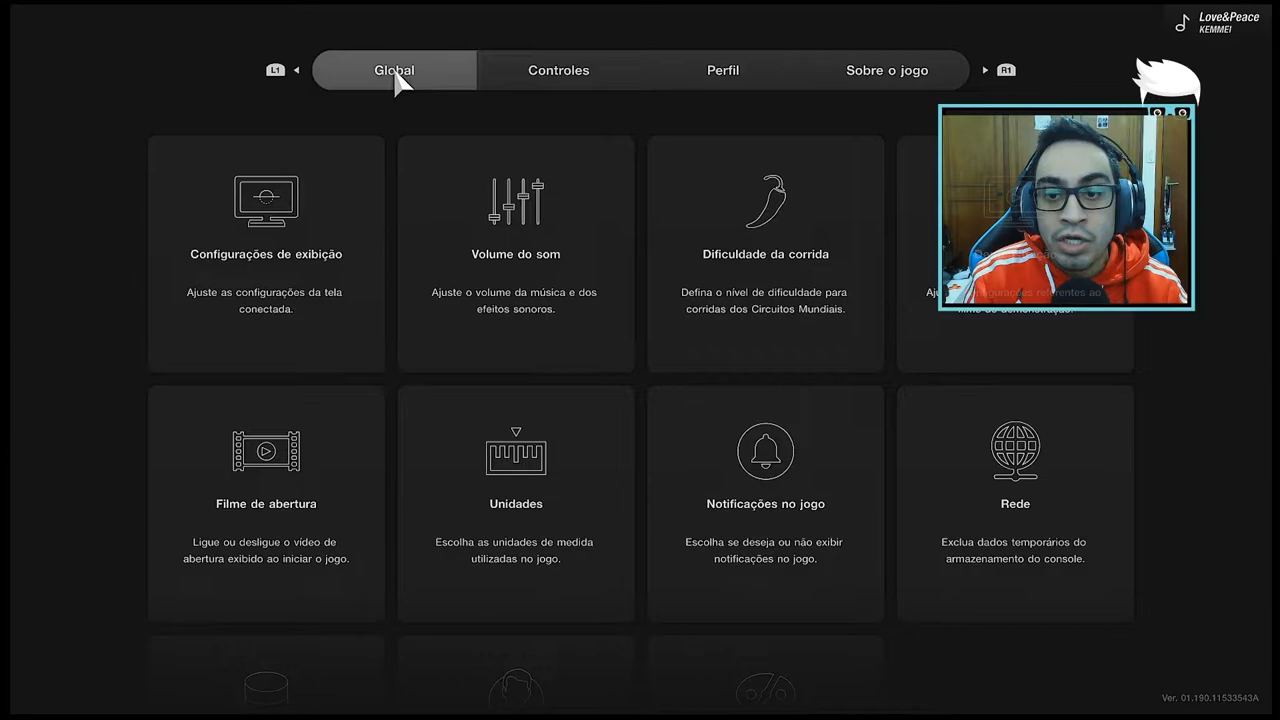 Love&Peace
KEMMEI
L1
Global
Controles
Perfil
Sobre o jogo
R1
Configurações de exibição
Ajuste as configurações da tela
conectada.
Volume do som
Ajuste o volume da música e dos
efeitos sonoros.
Dificuldade da corrida
Defina o nível de dificuldade para
corridas dos Circuitos Mundiais.
Filme de abertura
Ligue ou desligue o vídeo de
abertura exibido ao iniciar o jogo.
Unidades
Escolha as unidades de medida
utilizadas no jogo.
Notificações no jogo
Escolha se deseja ou não exibir
notificações no jogo.
Rede
Exclua dados temporários do
armazenamento do console.
Ver. 01.190.11533543A